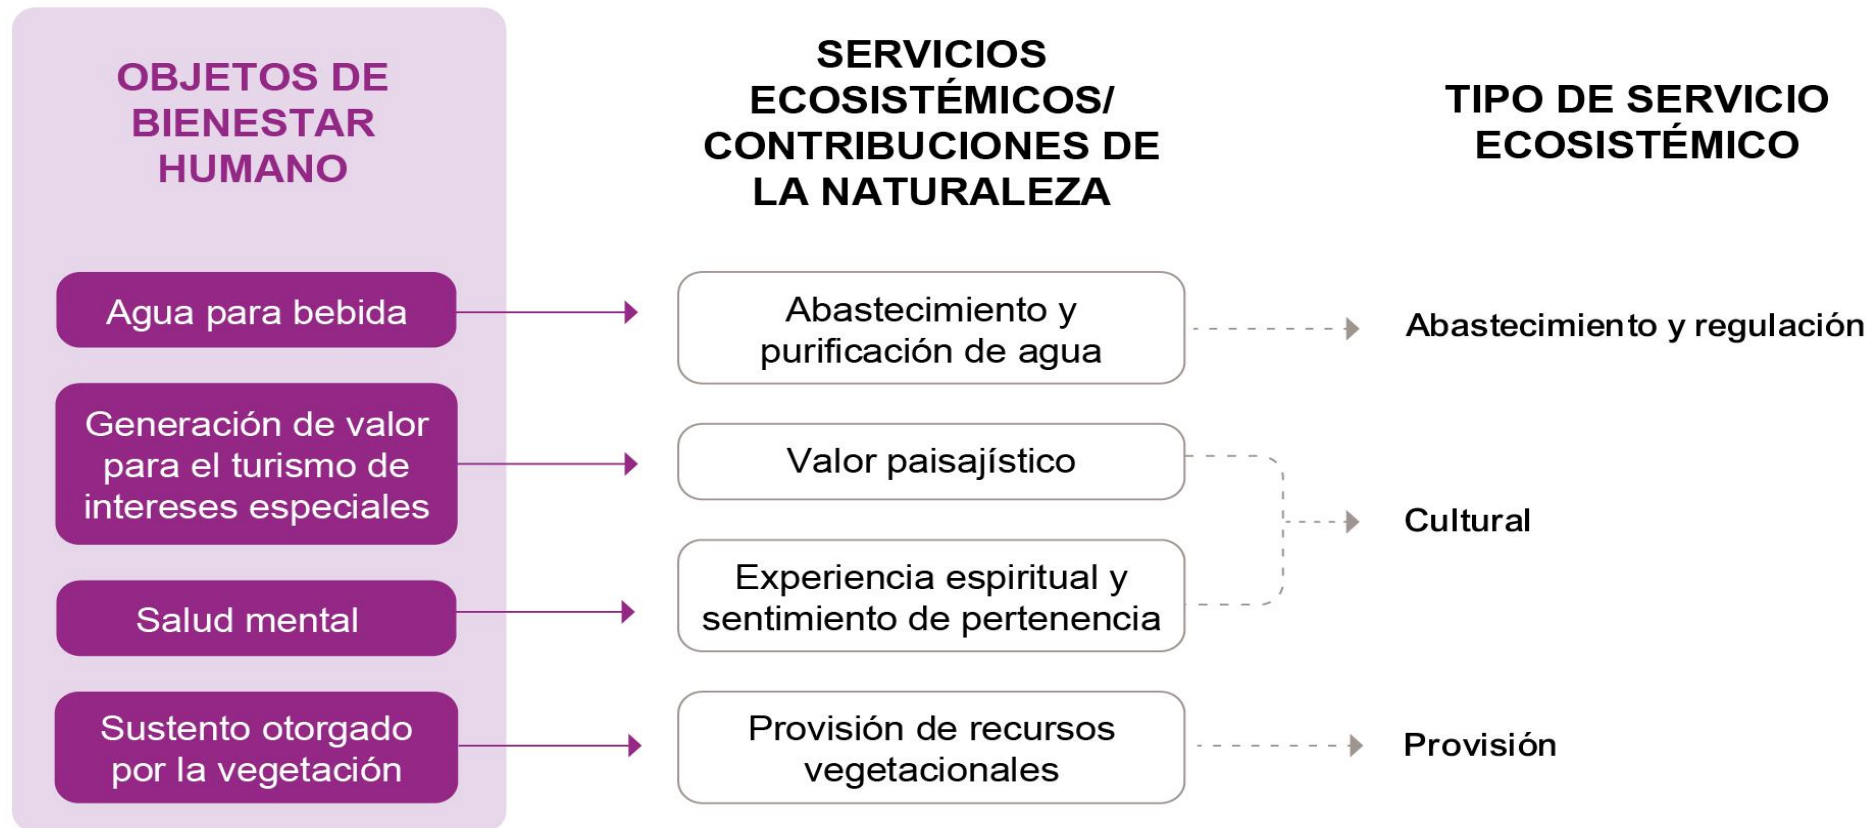 OBJETOS DE
BIENESTAR
HUMANO
SERVICIOS
ECOSISTÉMICOS/
CONTRIBUCIONES DE
LA NATURALEZA
TIPO DE SERVICIO
ECOSISTÉMICO
Agua para bebida
Abastecimiento y
purificación de agua
Abastecimiento y regulación
Generación de valor
para el turismo de
intereses especiales
Valor paisajístico
Cultural
Salud mental
Experiencia espiritual y
sentimiento de pertenencia
Sustento otorgado
por la vegetación
Provisión de recursos
vegetacionales
Provisión